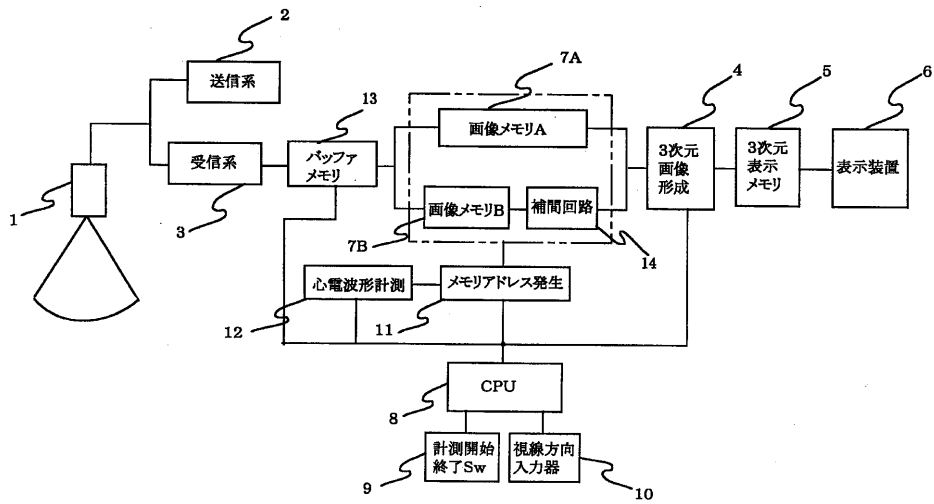 2
送信系
13
7A
4
5
6
画像メモリA
受信系
バッファ
メモリ
3次元
画像
形成
3次元
表示
メモリ
表示装置
1
3
画像メモリB
補間回路
7B
14
心電波形計測
メモリアドレス発生
12
11
CPU
8
計測開始
終了Sw
視線方向
入力器
9
10